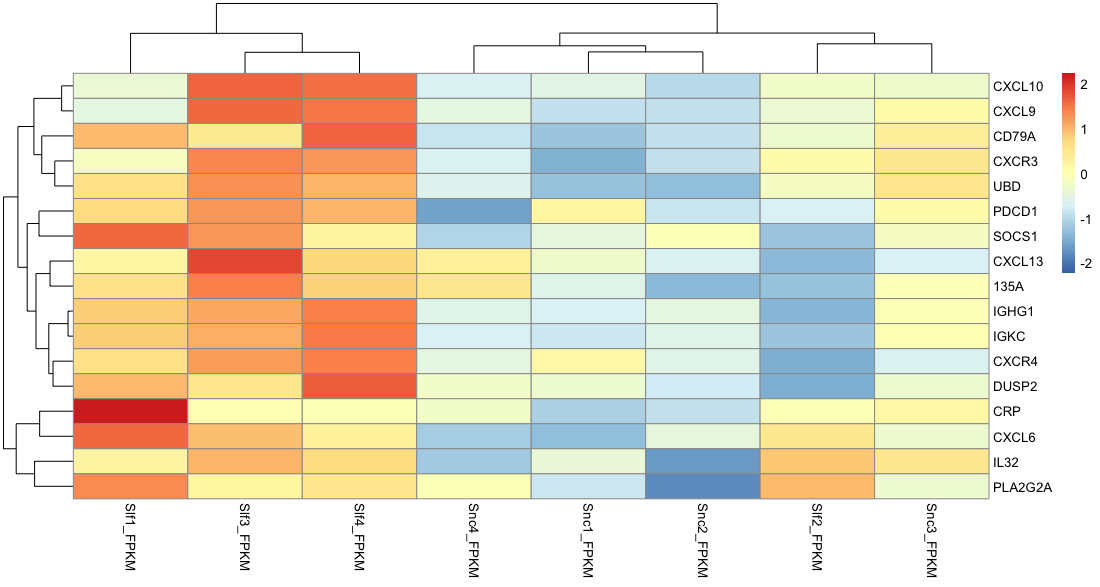 CXCL10
CXCL9
CD79A
CXCR3
UBD
PDCD1
SOCS1
CXCL13
135A
IGHG1
IGKC
CXCR4
DUSP2
CRP
CXCL6
IL32
PLA2G2A
2
1
0
-1
-2
Slf1_FPKM
Slf3_FPKM
Slf4_FPKM
Snc4_FPKM
Snc1_FPKM
Snc2_FPKM
Slf2_FPKM
Snc3_FPKM